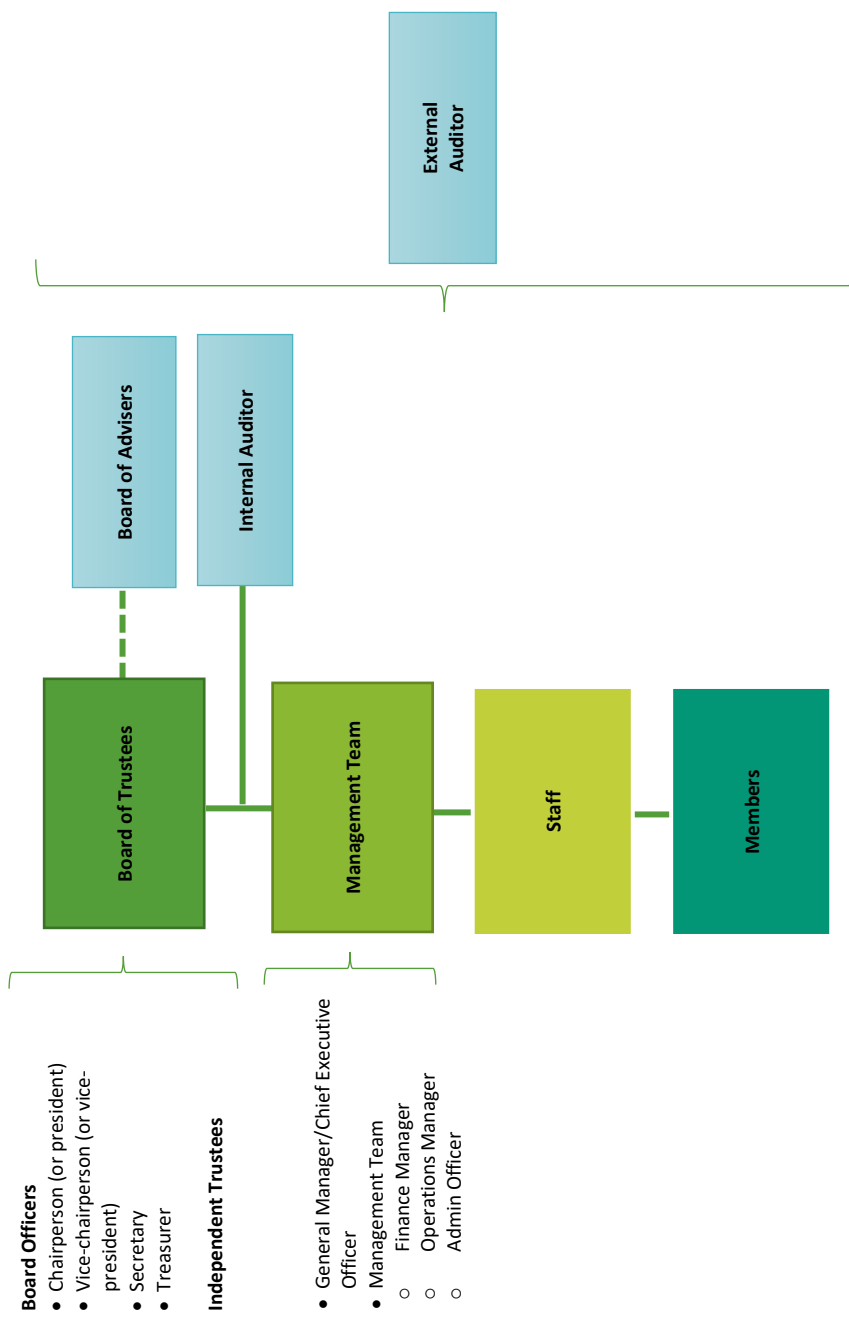 Board Officers
• Chairperson (or president)
• Vice-chairperson (or vice-
president)
• Secretary
• Treasurer
Independent Trustees
• General Manager/Chief Executive
Officer
• Management Team
○ Finance Manager
○ Operations Manager
○ Admin Officer
Board of Trustees
Management Team
Staff
Members
Board of Advisers
Internal Auditor
External
Auditor